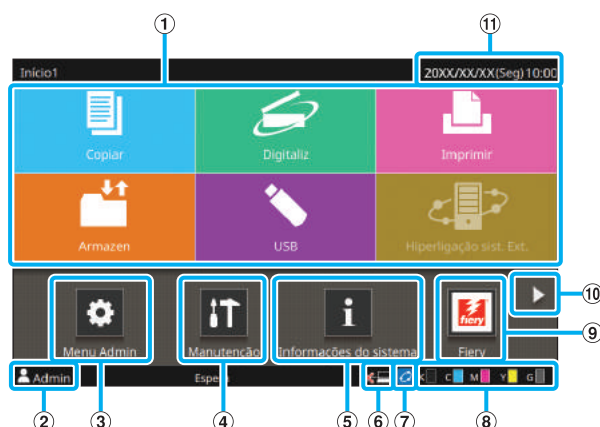 ① ⑪
Início1 20XX/XX/XX(Seg) 10:00
Copiar Digitaliz Imprimir
Armazen USB Hiperligação sist. Ext.
⑩
fiery
⑨
Menu Admin Manutenção Informações do sistema Fiery
Admin Espera K C M Y G
② ③ ④ ⑤ ⑥ ⑦ ⑧